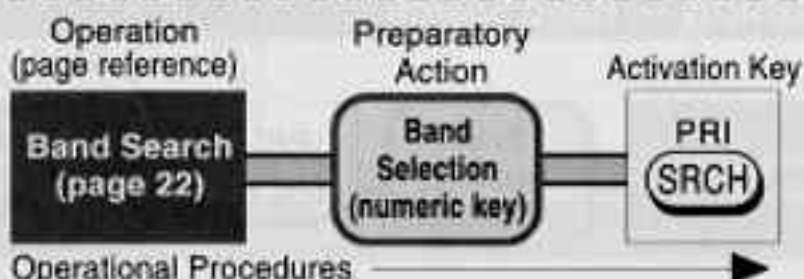 Operation
(page reference)
Preparatory
Action
Activation Key
Band Search
(page 22)
Band
Selection
(numeric key)
PRI
SRCH
Operational Procedures